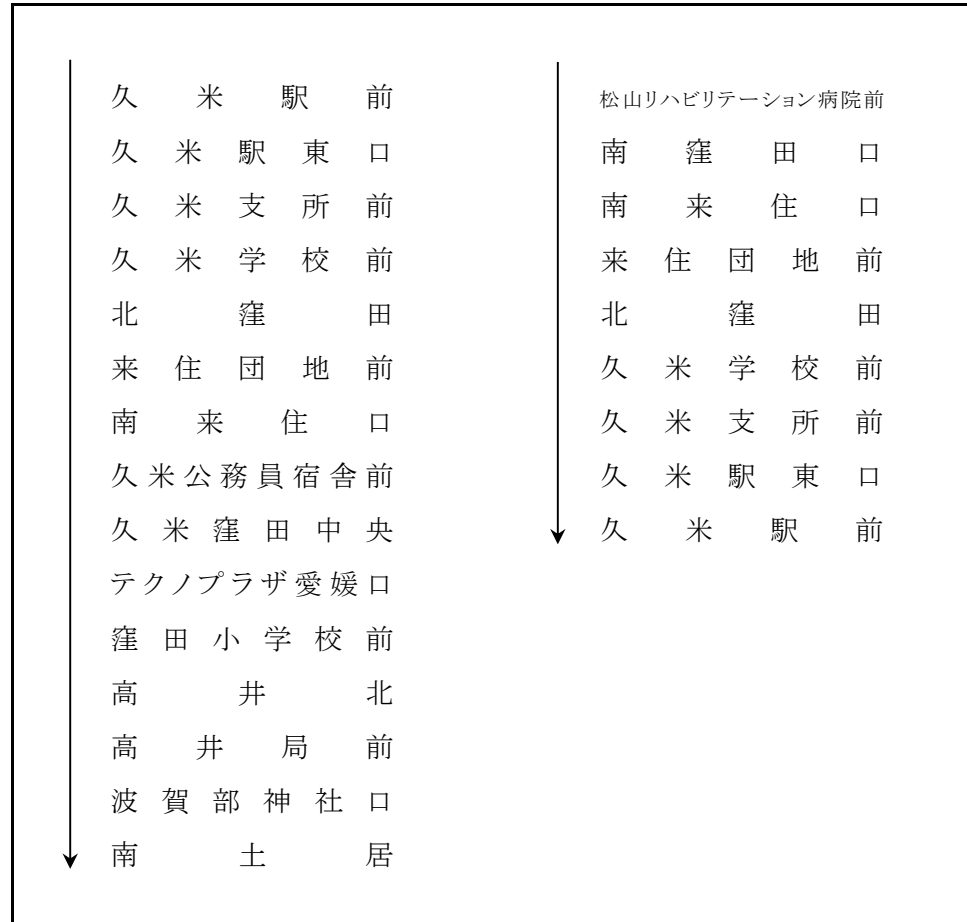 久米駅前
久米駅東口
久米支所前
久米学校前
北窪田
来住団地前
南来住口
久米公務員宿舎前
久米窪田中央
テクノプラザ愛媛口
窪田小学校前
高井北
高井局前
波賀部神社口
南土居
松山リハビリテーション病院前
南窪田口
南来住口
来住団地前
北窪田
久米学校前
久米支所前
久米駅東口
久米駅前